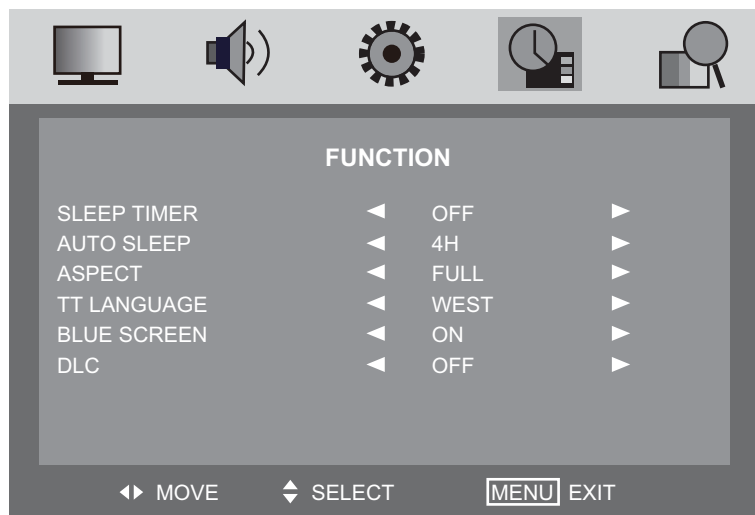 FUNCTION
SLEEP TIMER OFF
AUTO SLEEP 4H
ASPECT FULL
TT LANGUAGE WEST
BLUE SCREEN ON
DLC OFF
MOVE SELECT MENU EXIT